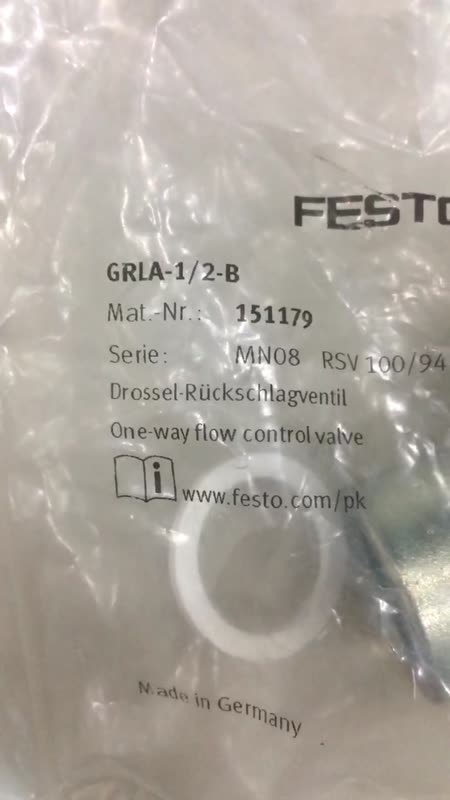 FESTO
GRLA-1/2-B
Mat.-Nr.: 151179
Serie: MN08 RSV 100/94
Drossel-Rückschlagventil
One-way flow control valve
i www.festo.com/pk
Made in Germany